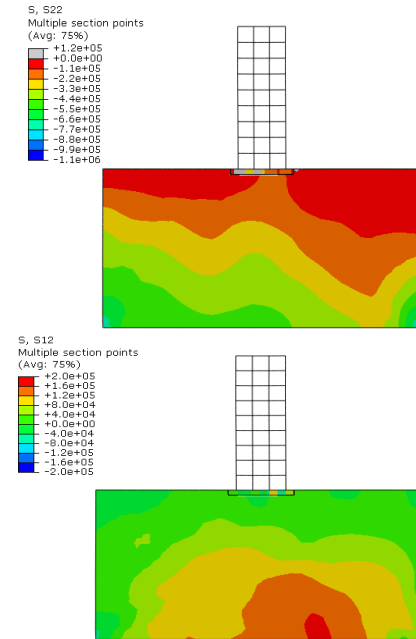 S, S22
Multiple section points
(Avg: 75%)
+1.2e+05
+0.0e+00
-1.1e+05
-2.2e+05
-3.3e+05
-4.4e+05
-5.5e+05
-6.6e+05
-7.7e+05
-8.8e+05
-9.9e+05
-1.1e+06
S, S12
Multiple section points
(Avg: 75%)
+2.0e+05
+1.6e+05
+1.2e+05
+8.0e+04
+4.0e+04
+0.0e+00
-4.0e+04
-8.0e+04
-1.2e+05
-1.6e+05
-2.0e+05